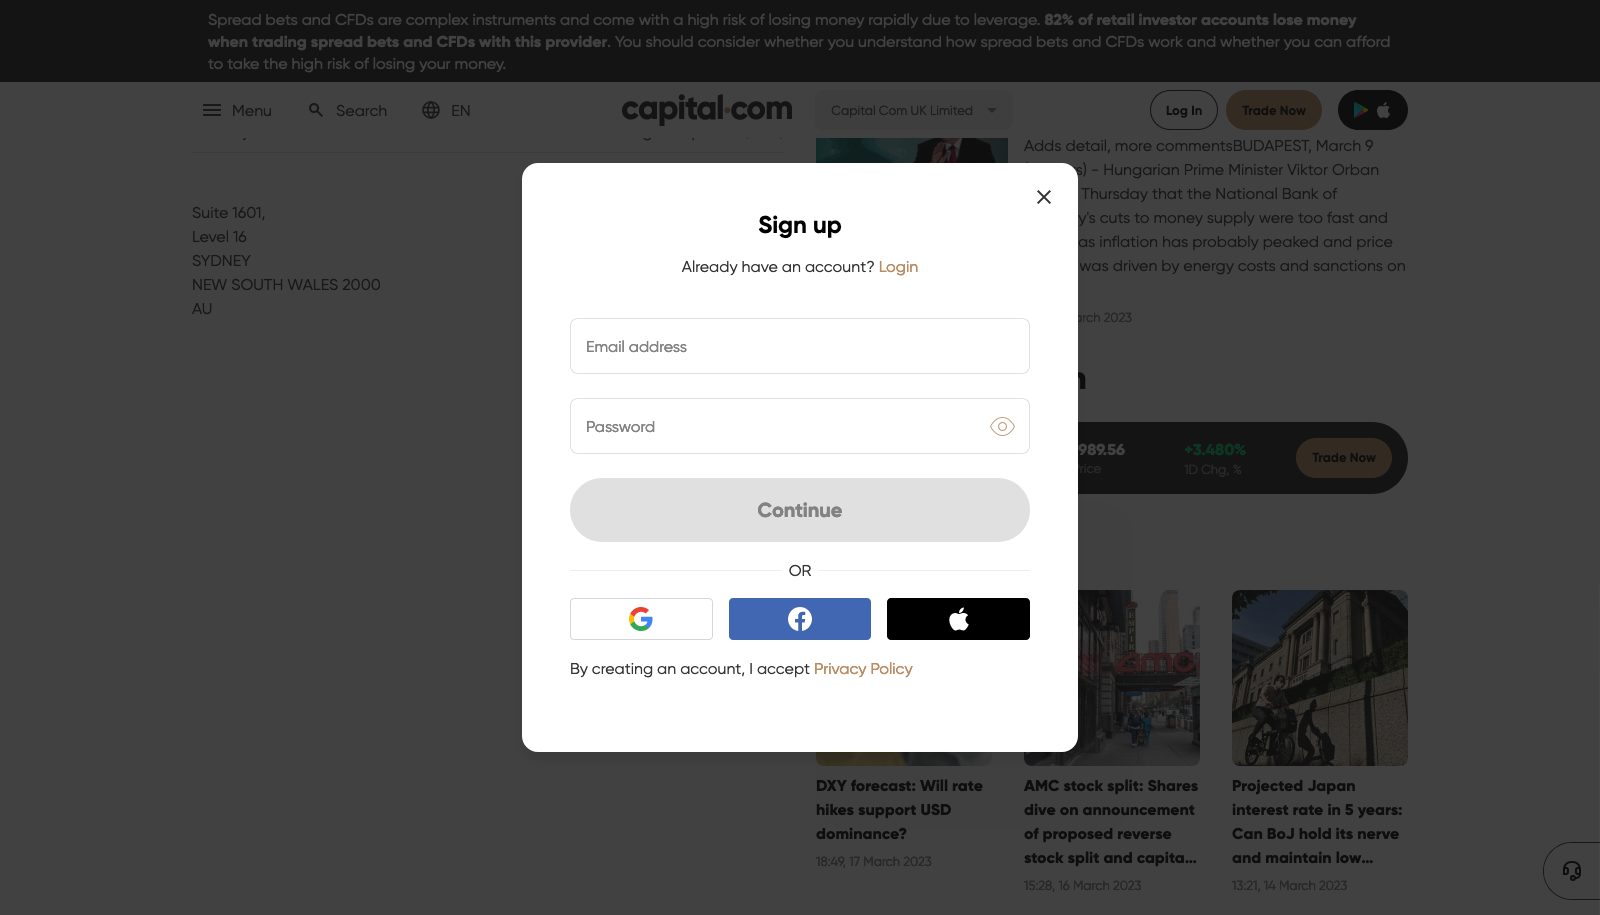 Spread bets and CFDs are complex instruments and come with a high risk of losing money rapidly due to leverage. 82% of retail investor accounts lose money
when trading spread bets and CFDs with this provider. You should consider whether you understand how spread bets and CFDs work and whether you can afford
to take the high risk of losing your money.
Menu
Search
EN
capital.com
Capital Com UK Limited
Log In
Trade Now
Suite 1601,
Level 16
SYDNEY
NEW SOUTH WALES 2000
AU
Adds detail, more commentsBUDAPEST, March 9
- Hungarian Prime Minister Viktor Orban
Thursday that the National Bank of
cuts to money supply were too fast and
as inflation has probably peaked and price
was driven by energy costs and sanctions on
2023
Sign up
Already have an account? Login
Email address
Password
Continue
OR
By creating an account, I accept Privacy Policy
989.56
+3.480%
1D Chg, %
Trade Now
DXY forecast: Will rate
hikes support USD
dominance?
18:49, 17 March 2023
AMC stock split: Shares
dive on announcement
of proposed reverse
stock split and capita...
15:28, 16 March 2023
Projected Japan
interest rate in 5 years:
Can BoJ hold its nerve
and maintain low...
13:21, 14 March 2023